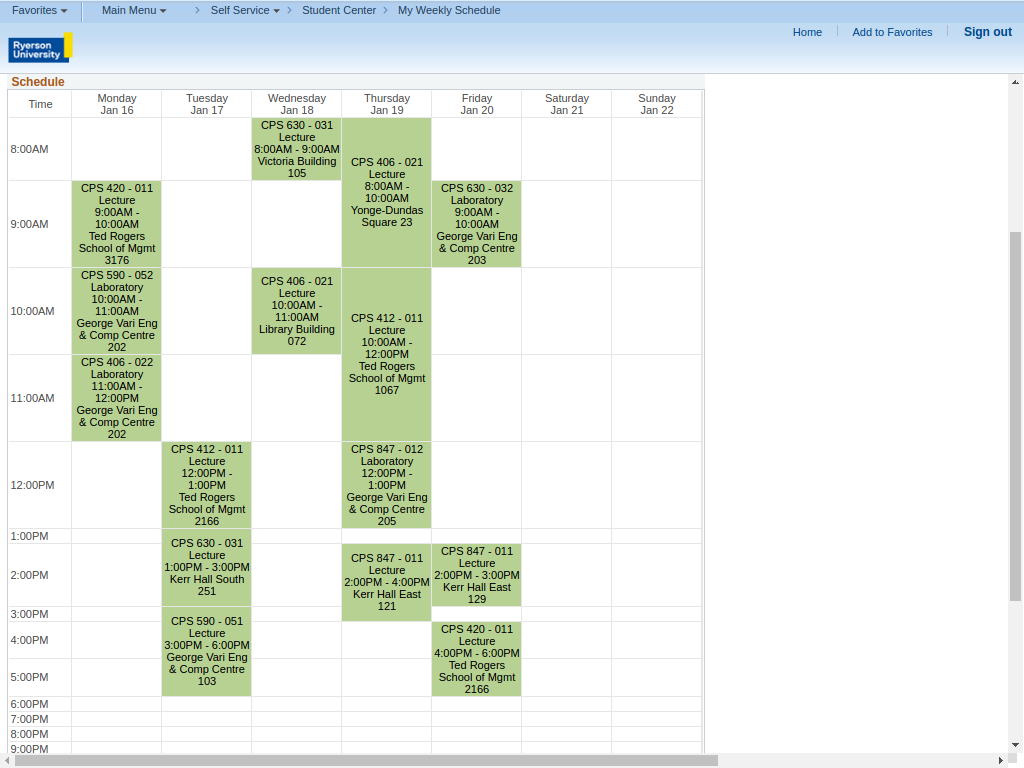 Favorites Main Menu > Self Service > Student Center > My Weekly Schedule
Home Add to Favorites Sign out
Ryerson
University
Schedule
Time
Monday
Jan 16
Tuesday
Jan 17
Wednesday
Jan 18
Thursday
Jan 19
Friday
Jan 20
Saturday
Jan 21
Sunday
Jan 22
8:00AM
CPS 630 - 031
Lecture
8:00AM - 9:00AM
Victoria Building
105
CPS 406 - 021
Lecture
8:00AM -
10:00AM
Yonge-Dundas
Square 23
9:00AM
CPS 420 - 011
Lecture
9:00AM -
10:00AM
Ted Rogers
School of Mgmt
3176
CPS 630 - 032
Laboratory
9:00AM -
10:00AM
George Vari Eng
& Comp Centre
203
10:00AM
CPS 590 - 052
Laboratory
10:00AM -
11:00AM
George Vari Eng
& Comp Centre
202
CPS 406 - 021
Lecture
10:00AM -
11:00AM
Library Building
072
CPS 412 - 011
Lecture
10:00AM -
12:00PM
Ted Rogers
School of Mgmt
1067
11:00AM
CPS 406 - 022
Laboratory
11:00AM -
12:00PM
George Vari Eng
& Comp Centre
202
12:00PM
CPS 412 - 011
Lecture
12:00PM -
1:00PM
Ted Rogers
School of Mgmt
2166
CPS 847 - 012
Laboratory
12:00PM -
1:00PM
George Vari Eng
& Comp Centre
205
1:00PM
CPS 630 - 031
Lecture
1:00PM - 3:00PM
Kerr Hall South
251
2:00PM
CPS 847 - 011
Lecture
2:00PM - 4:00PM
Kerr Hall East
121
CPS 847 - 011
Lecture
2:00PM - 3:00PM
Kerr Hall East
129
3:00PM
CPS 590 - 051
Lecture
3:00PM - 6:00PM
George Vari Eng
& Comp Centre
103
4:00PM
CPS 420 - 011
Lecture
4:00PM - 6:00PM
Ted Rogers
School of Mgmt
2166
5:00PM
6:00PM
7:00PM
8:00PM
9:00PM